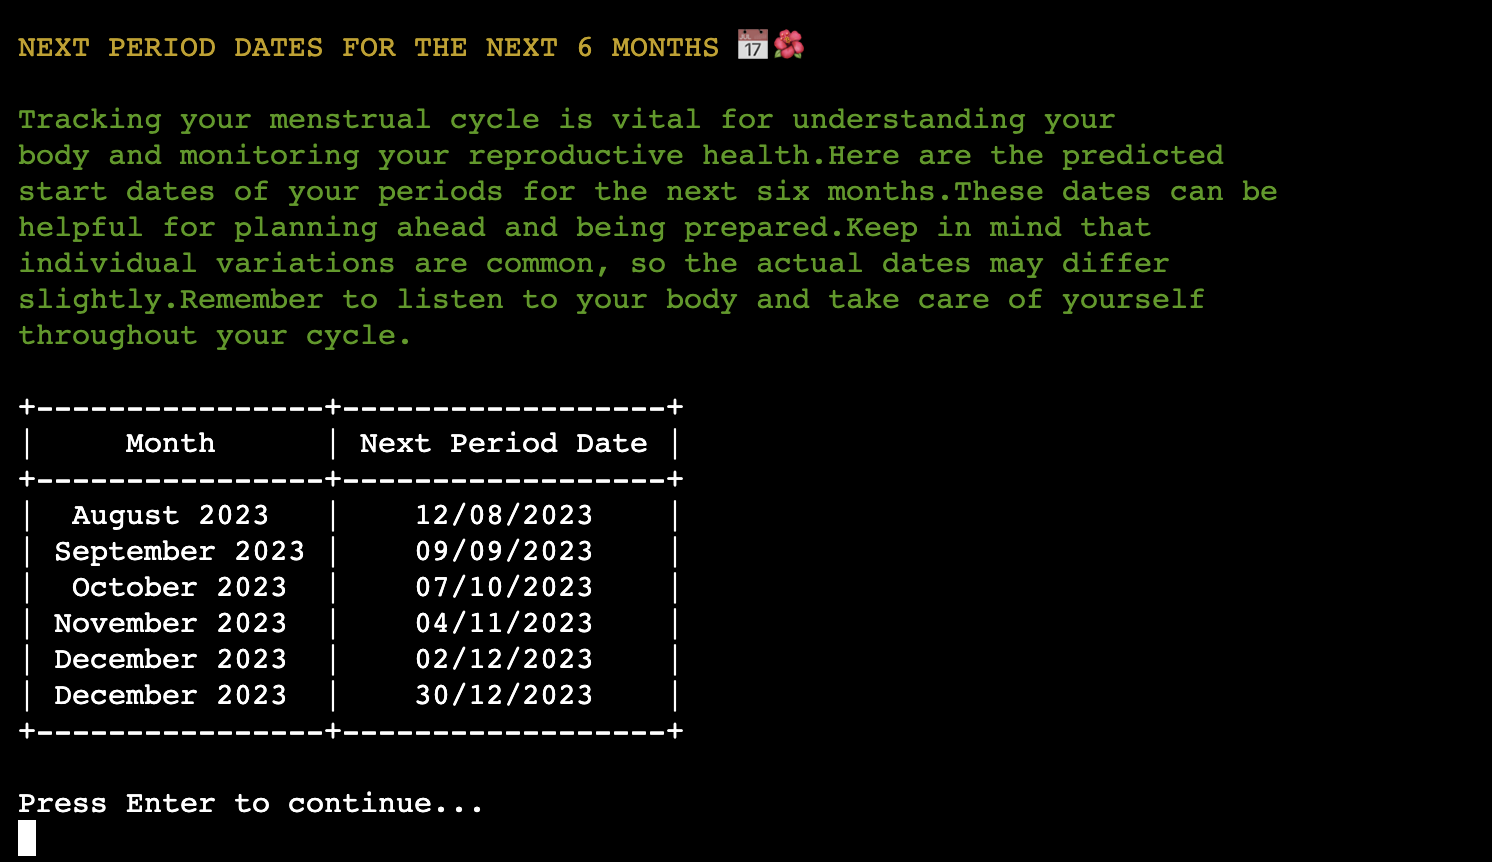 NEXT PERIOD DATES FOR THE NEXT 6 MONTHS 📅🌺
Tracking your menstrual cycle is vital for understanding your
body and monitoring your reproductive health.Here are the predicted
start dates of your periods for the next six months.These dates can be
helpful for planning ahead and being prepared.Keep in mind that
individual variations are common, so the actual dates may differ
slightly.Remember to listen to your body and take care of yourself
throughout your cycle.
+----------------+------------------+
|     Month      | Next Period Date |
+----------------+------------------+
|  August 2023   |    12/08/2023    |
| September 2023 |    09/09/2023    |
|  October 2023  |    07/10/2023    |
| November 2023  |    04/11/2023    |
| December 2023  |    02/12/2023    |
| December 2023  |    30/12/2023    |
+----------------+------------------+
Press Enter to continue...